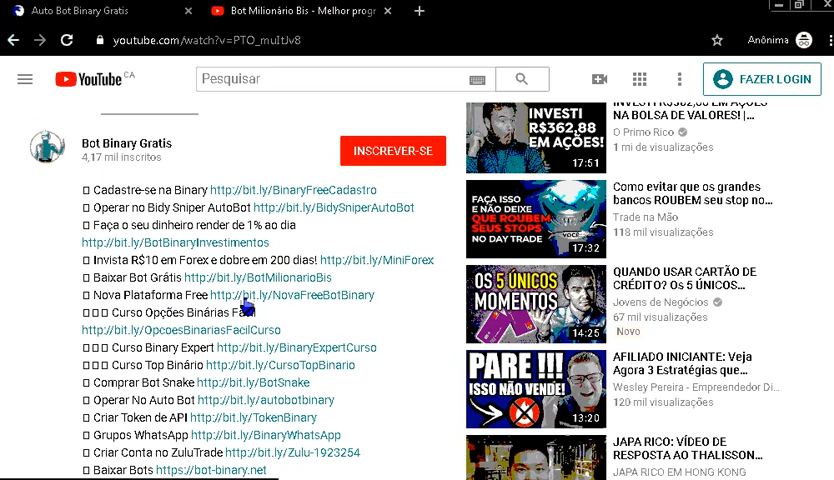 Auto Bot Binary Gratis
Bot Milionário Bis - Melhor progr
youtube.com/watch?v=PTO_muItJv8
Anônima
YouTube CA
Pesquisar
FAZER LOGIN
Bot Binary Gratis
4,17 mil inscritos
INSCREVER-SE
Cadastre-se na Binary http://bit.ly/BinaryFreeCadastro
Operar no Bidy Sniper AutoBot http://bit.ly/BidySniperAutoBot
Faça o seu dinheiro render de 1% ao dia
http://bit.ly/BotBinaryInvestimentos
Invista R$10 em Forex e dobre em 200 dias! http://bit.ly/MiniForex
Baixar Bot Grátis http://bit.ly/BotMilionarioBis
Nova Plataforma Free http://bit.ly/NovaFreeBotBinary
Curso Opções Binárias Fácil
http://bit.ly/OpcoesBinariasFacilCurso
Curso Binary Expert http://bit.ly/BinaryExpertCurso
Curso Top Binário http://bit.ly/CursoTopBinario
Comprar Bot Snake http://bit.ly/BotSnake
Operar No Auto Bot http://bit.ly/autobotbinary
Criar Token de API http://bit.ly/TokenBinary
Grupos WhatsApp http://bit.ly/BinaryWhatsApp
Criar Conta no ZuluTrade http://bit.ly/Zulu-1923254
Baixar Bots https://bot-binary.net
INVESTI
R$362,88
EM AÇÕES!
17:51
INVESTI R$362,88 EM AÇÕES
NA BOLSA DE VALORES! |...
O Primo Rico
1 mi de visualizações
FAÇA ISSO
E NÃO DEIXE
QUE ROUBEM
SEUS STOPS
NO DAY TRADE
VOCÊ
17:32
Como evitar que os grandes
bancos ROUBEM seu stop no...
Trade na Mão
118 mil visualizações
OS 5 ÚNICOS
MOMENTOS
14:25
QUANDO USAR CARTÃO DE
CRÉDITO? Os 5 ÚNICOS...
Jovens de Negócios
67 mil visualizações
Novo
PARE !!!
ISSO NÃO VENDE!
13:20
AFILIADO INICIANTE: Veja
Agora 3 Estratégias que...
Wesley Pereira - Empreendedor Di...
120 mil visualizações
JAPA RICO: VÍDEO DE
RESPOSTA AO THALISSON...
JAPA RICO EM HONG KONG